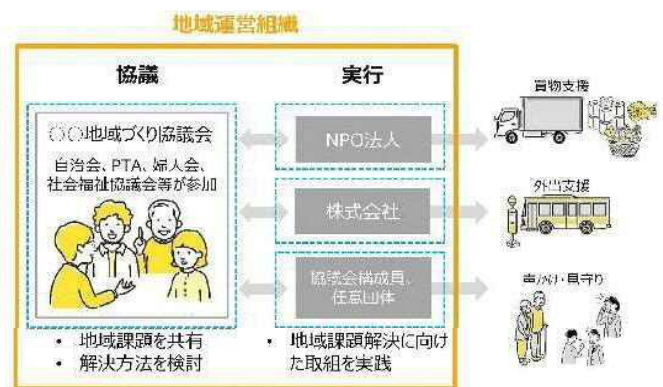 地域運営組織
協議
○○地域づくり協議会
自治会、PTA、婦人会、
社会福祉協議会等が参加
• 地域課題を共有
• 解決方法を検討
実行
NPO法人
株式会社
協議会構成員、
任意団体
• 地域課題解決に向け
た取組を実践
買物支援
外出支援
声かけ・見守り